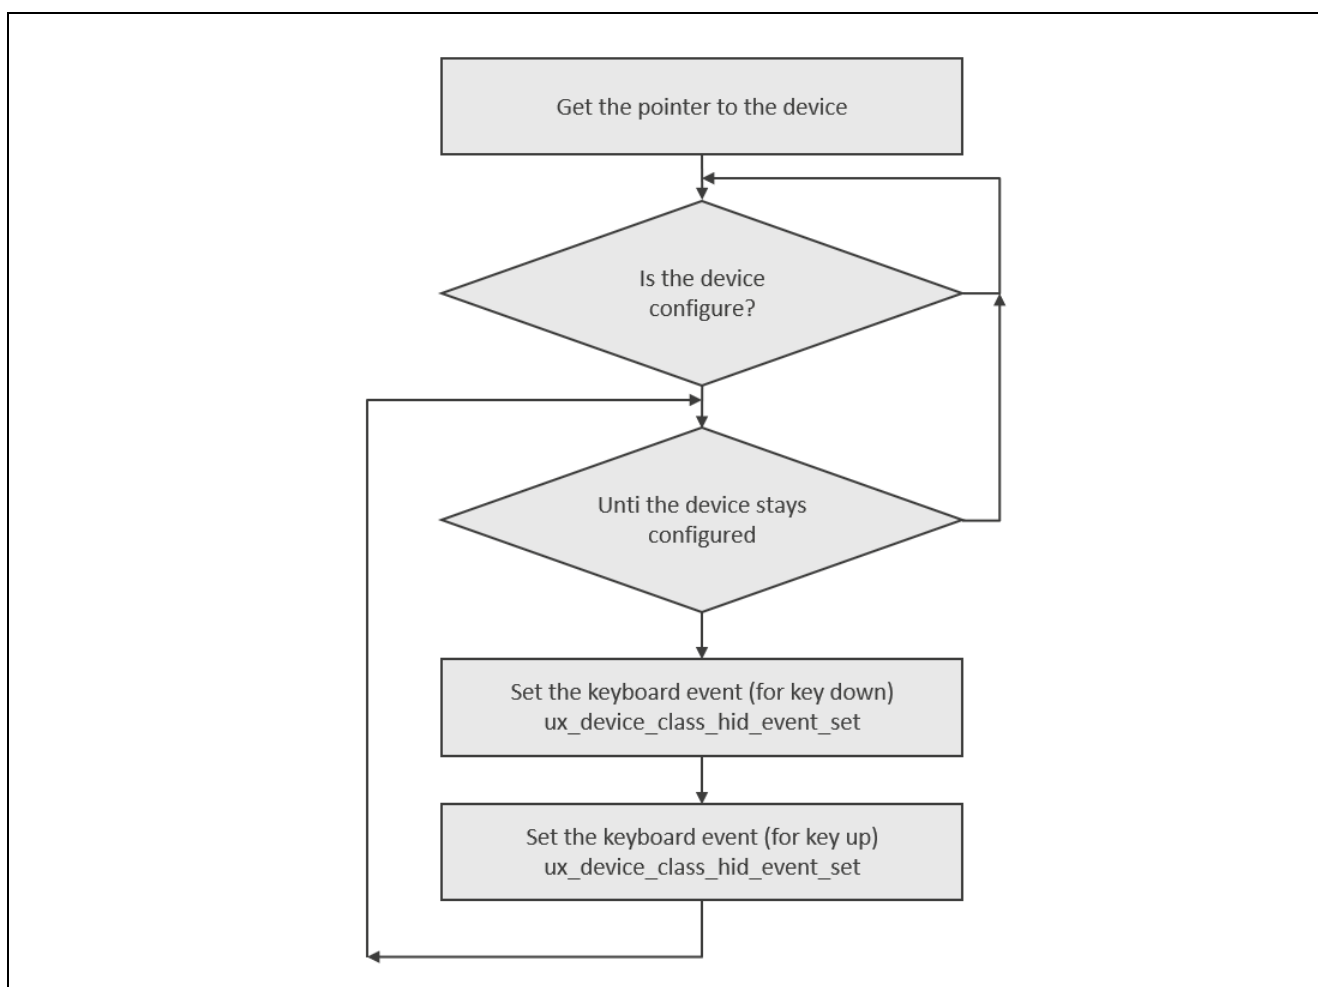 Get the pointer to the device
Is the device
configure?
Unti the device stays
configured
Set the keyboard event (for key down)
ux_device_class_hid_event_set
Set the keyboard event (for key up)
ux_device_class_hid_event_set